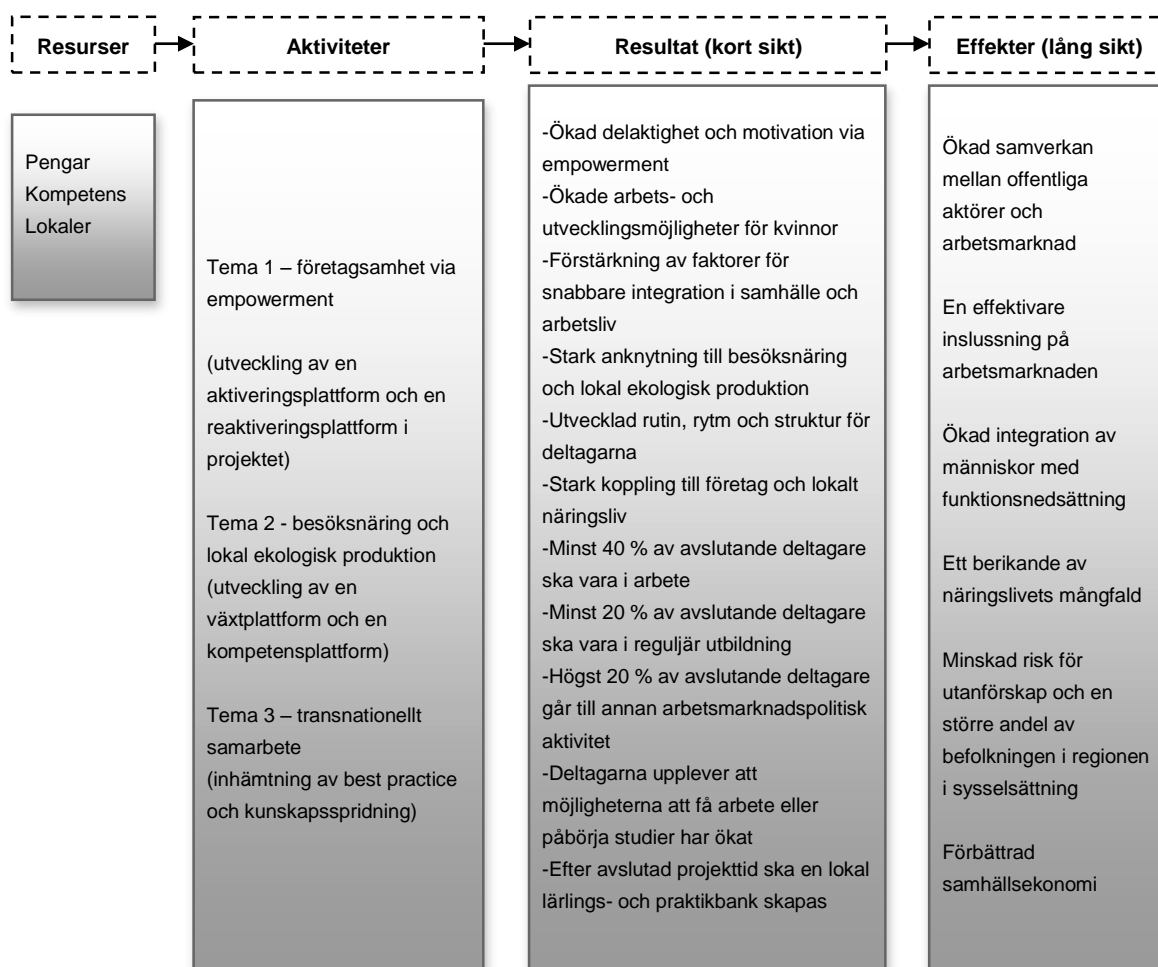 Resurser
Aktiviteter
Resultat (kort sikt)
Effekter (lång sikt)
Pengar
Kompetens
Lokaler
Tema 1 – företagsamhet via
empowerment
(utveckling av en
aktiveringsplattform och en
reaktiveringsplattform i
projektet)
Tema 2 - besöksnäring och
lokal ekologisk produktion
(utveckling av en
växtplattform och en
kompetensplattform)
Tema 3 – transnationellt
samarbete
(inhämtning av best practice
och kunskapsspridning)
-Ökad delaktighet och motivation via
empowerment
-Ökade arbets- och
utvecklingsmöjligheter för kvinnor
-Förstärkning av faktorer för
snabbare integration i samhälle och
arbetsliv
-Stark anknytning till besöksnäring
och lokal ekologisk produktion
-Utvecklad rutin, rytm och struktur för
deltagarna
-Stark koppling till företag och lokalt
näringsliv
-Minst 40 % av avslutande deltagare
ska vara i arbete
-Minst 20 % av avslutande deltagare
ska vara i reguljär utbildning
-Högst 20 % av avslutande deltagare
går till annan arbetsmarknadspolitisk
aktivitet
-Deltagarna upplever att
möjligheterna att få arbete eller
påbörja studier har ökat
-Efter avslutad projekttid ska en lokal
lärlings- och praktikbank skapas
Ökad samverkan
mellan offentliga
aktörer och
arbetsmarknad
En effektivare
inslussning på
arbetsmarknaden
Ökad integration av
människor med
funktionsnedsättning
Ett berikande av
näringslivets mångfald
Minskad risk för
utanförskap och en
större andel av
befolkningen i regionen
i sysselsättning
Förbättrad
samhällsekonomi